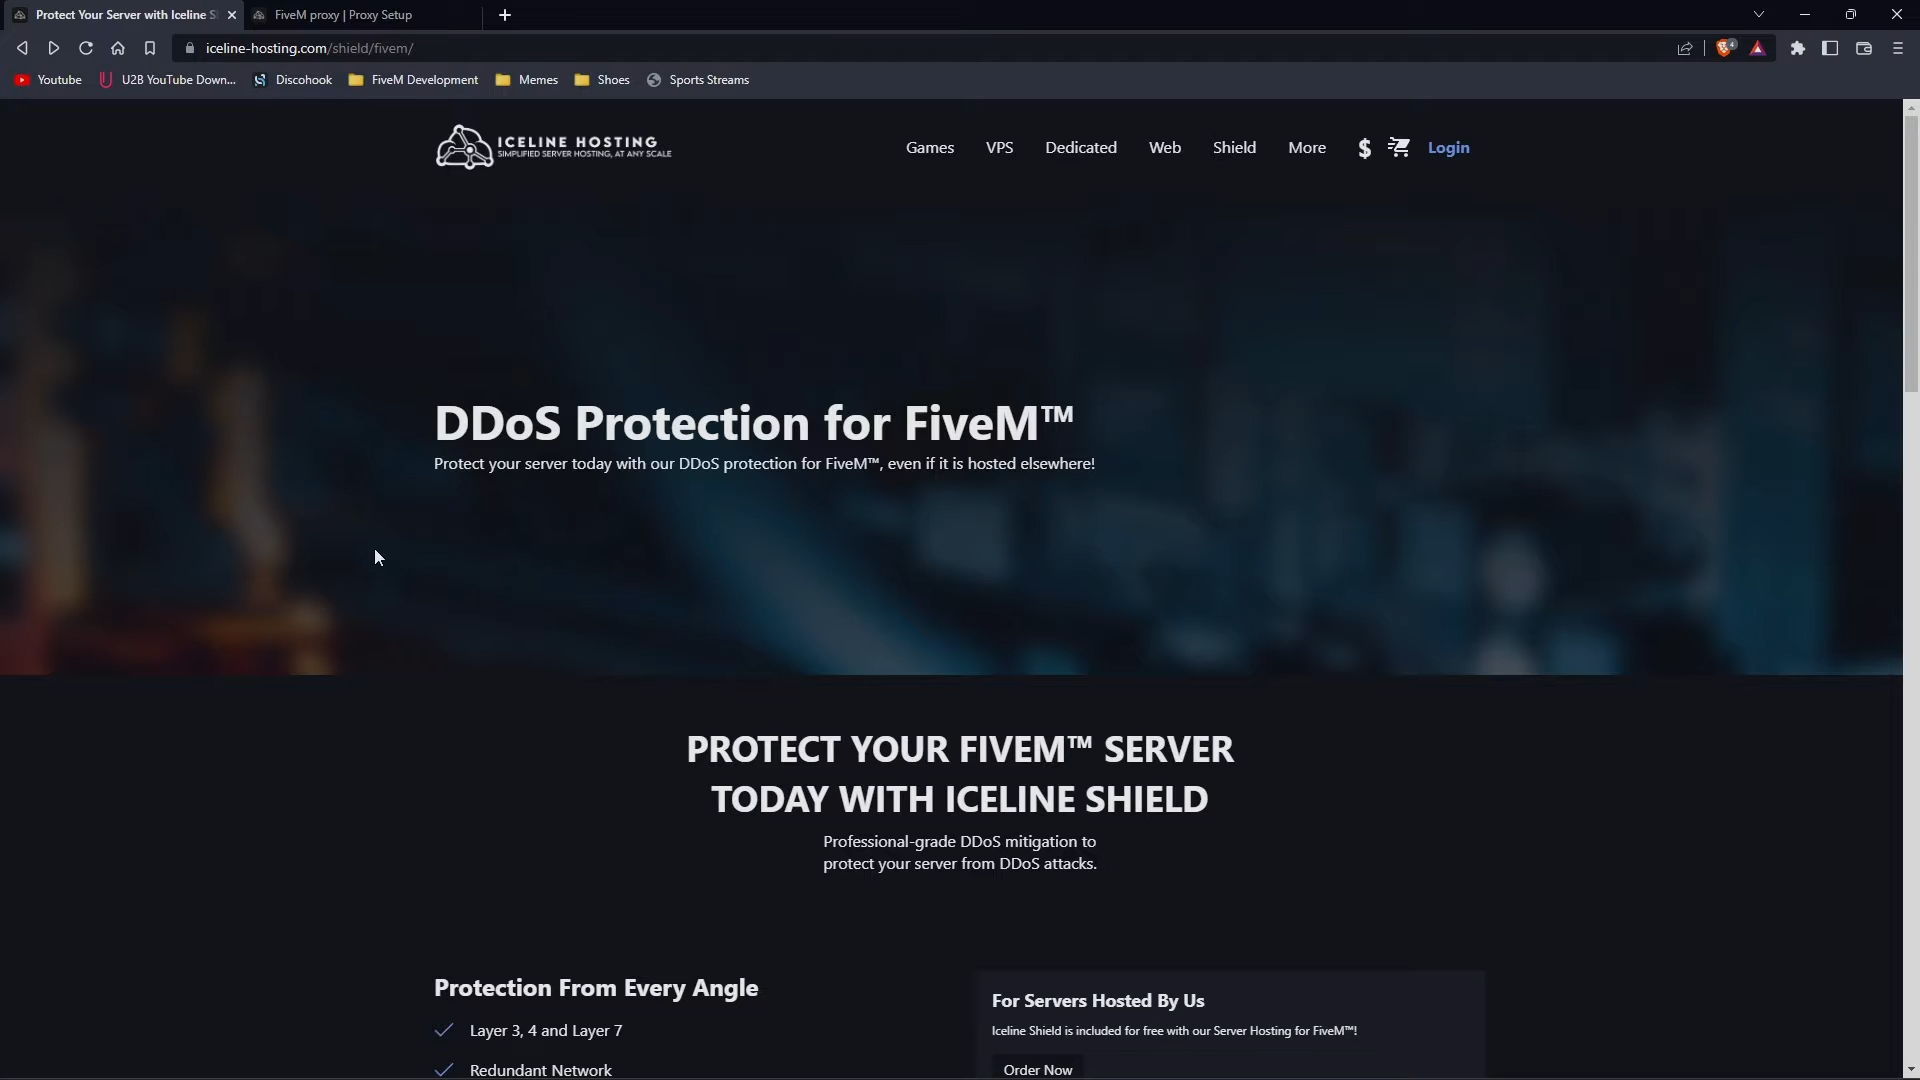 Protect Your Server with Iceline S
FiveM proxy | Proxy Setup
iceline-hosting.com/shield/fivem/
4
Youtube
U2B YouTube Down...
Discohook
FiveM Development
Memes
Shoes
Sports Streams
ICELINE HOSTING
SIMPLIFIED SERVER HOSTING, AT ANY SCALE
Games
VPS
Dedicated
Web
Shield
More
$
Login
DDoS Protection for FiveM™
Protect your server today with our DDoS protection for FiveM™, even if it is hosted elsewhere!
PROTECT YOUR FIVEM™ SERVER
TODAY WITH ICELINE SHIELD
Professional-grade DDoS mitigation to
protect your server from DDoS attacks.
Protection From Every Angle
Layer 3, 4 and Layer 7
Redundant Network
For Servers Hosted By Us
Iceline Shield is included for free with our Server Hosting for FiveM™!
Order Now